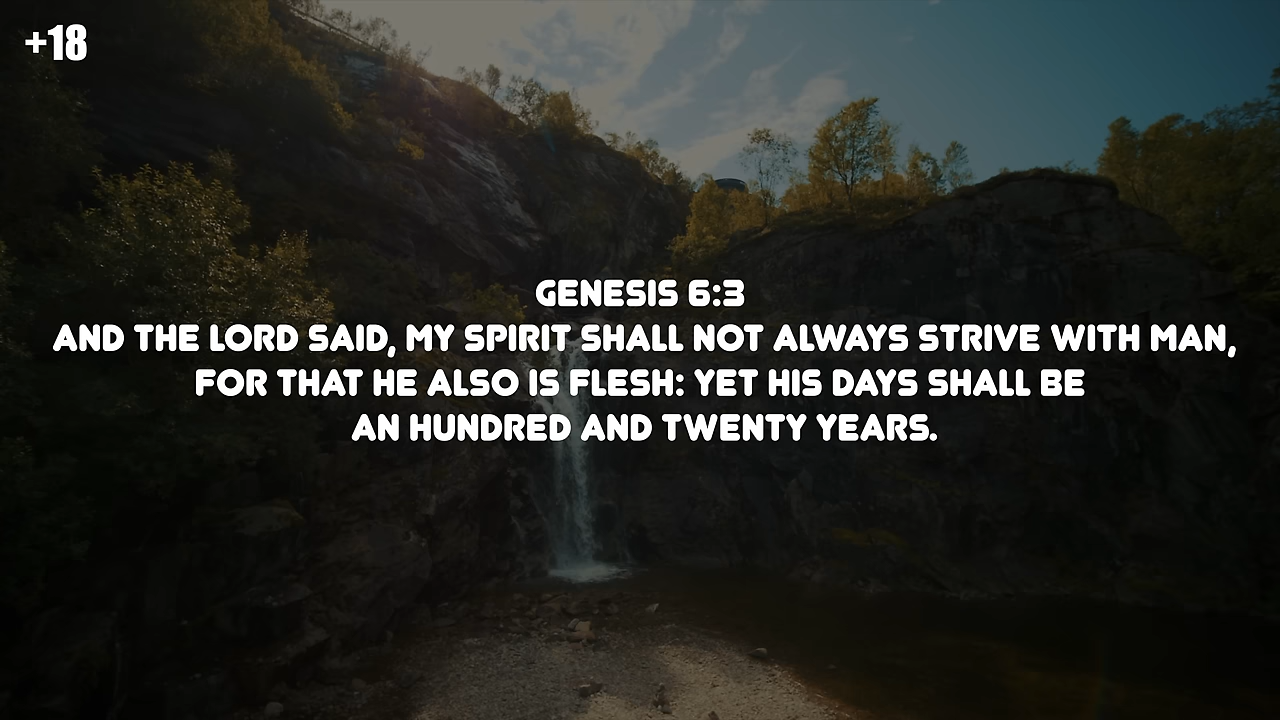 +18
GENESIS 6:3
AND THE LORD SAID, MY SPIRIT SHALL NOT ALWAYS STRIVE WITH MAN,
FOR THAT HE ALSO IS FLESH: YET HIS DAYS SHALL BE
AN HUNDRED AND TWENTY YEARS.